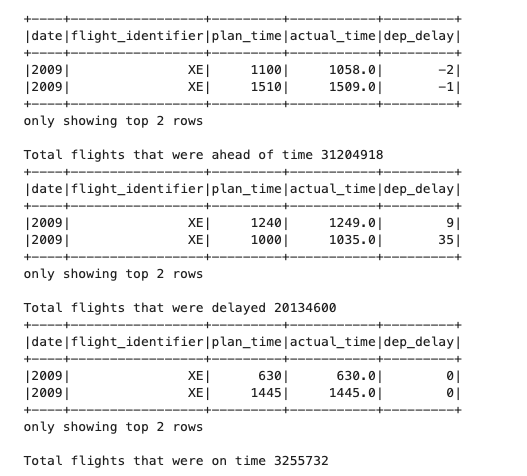 +----+-----------------+---------+-----------+---------+
|date|flight_identifier|plan_time|actual_time|dep_delay|
+----+-----------------+---------+-----------+---------+
|2009|               XE|     1100|     1058.0|       -2|
|2009|               XE|     1510|     1509.0|       -1|
+----+-----------------+---------+-----------+---------+
only showing top 2 rows
Total flights that were ahead of time 31204918
+----+-----------------+---------+-----------+---------+
|date|flight_identifier|plan_time|actual_time|dep_delay|
+----+-----------------+---------+-----------+---------+
|2009|               XE|     1240|     1249.0|        9|
|2009|               XE|     1000|     1035.0|       35|
+----+-----------------+---------+-----------+---------+
only showing top 2 rows
Total flights that were delayed 20134600
+----+-----------------+---------+-----------+---------+
|date|flight_identifier|plan_time|actual_time|dep_delay|
+----+-----------------+---------+-----------+---------+
|2009|               XE|      630|      630.0|        0|
|2009|               XE|     1445|     1445.0|        0|
+----+-----------------+---------+-----------+---------+
only showing top 2 rows
Total flights that were on time 3255732